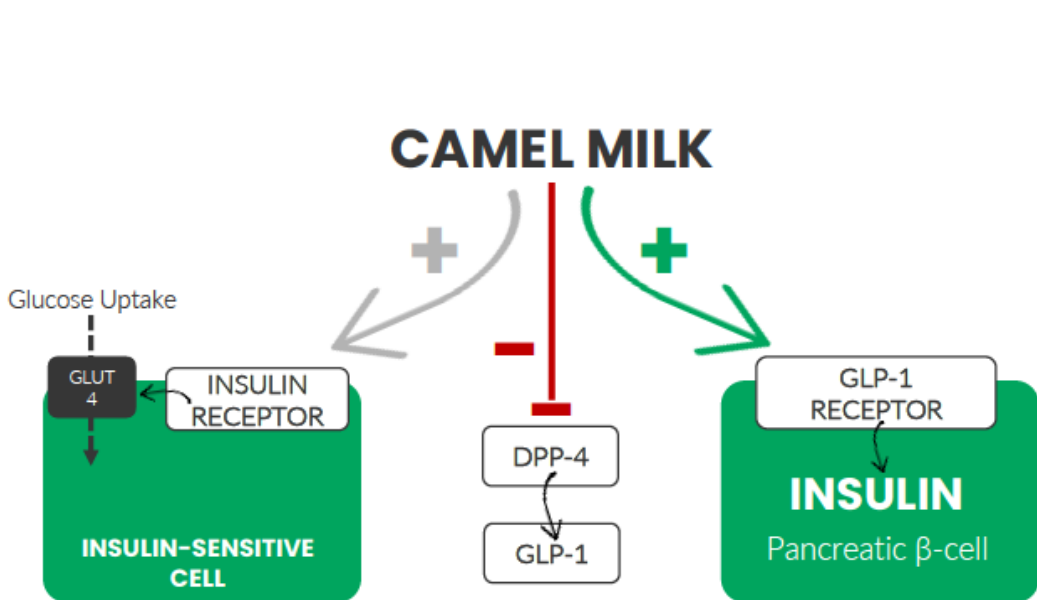 CAMEL MILK
Glucose Uptake
GLUT
4
INSULIN
RECEPTOR
INSULIN-SENSITIVE
CELL
DPP-4
GLP-1
GLP-1
RECEPTOR
INSULIN
Pancreatic β-cell